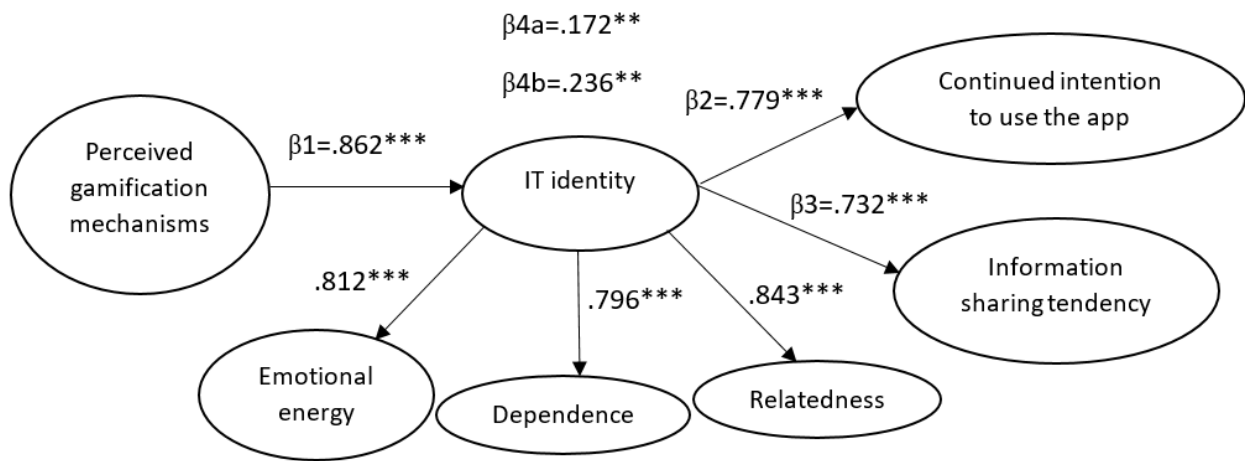 β4a=.172**
β4b=.236**
β2=.779***
Continued intention
to use the app
Perceived
gamification
mechanisms
β1=.862***
IT identity
β3=.732***
Information
sharing tendency
.812***
.796***
.843***
Emotional
energy
Dependence
Relatedness